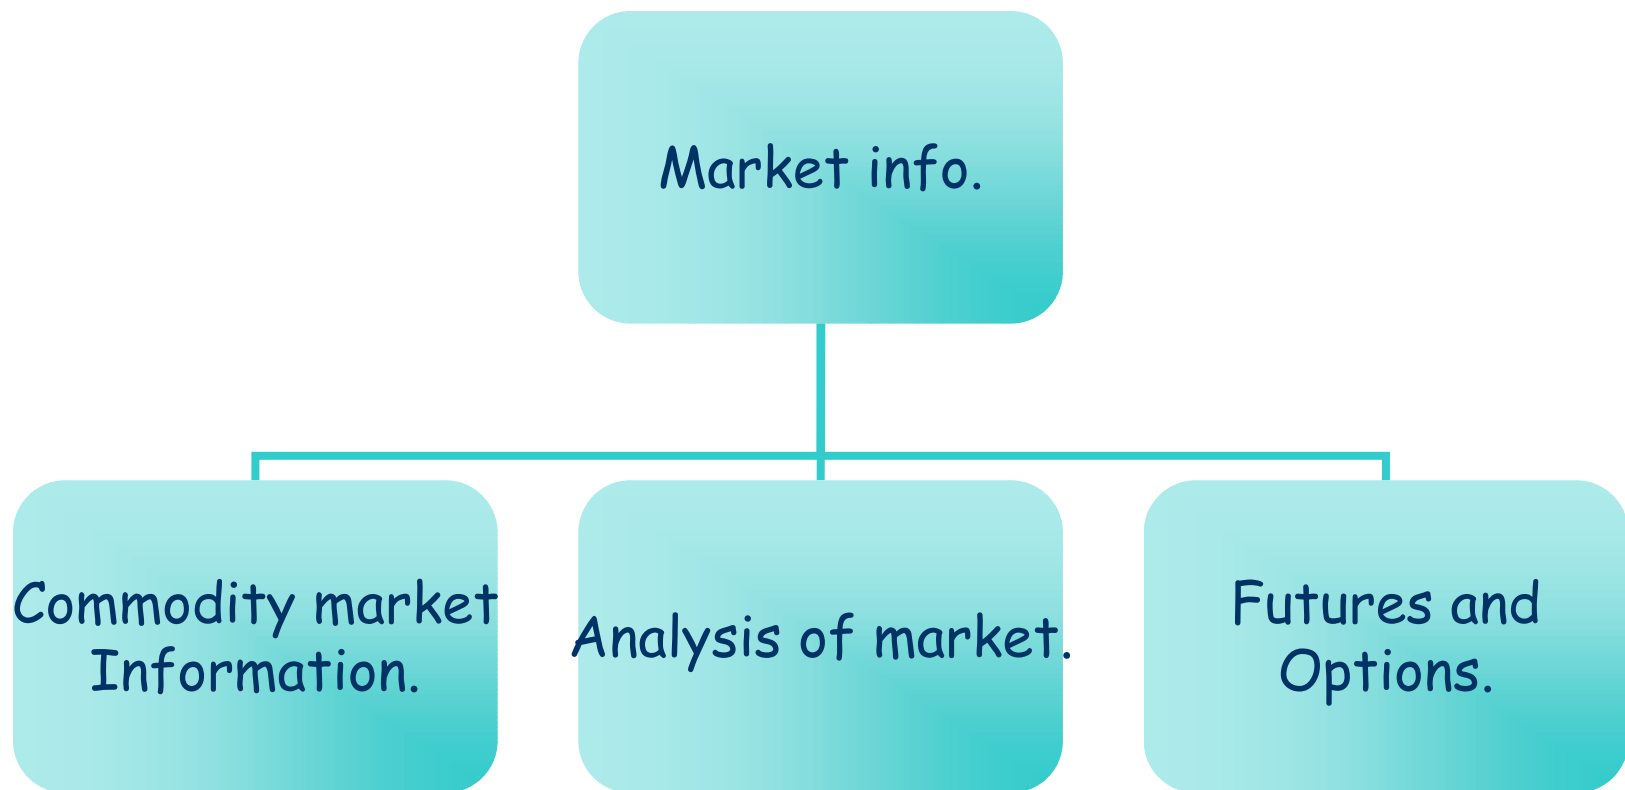 Market info.
Commodity market
Information.
Analysis of market.
Futures and
Options.